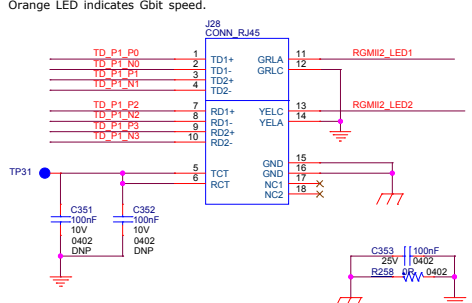 Orange LED indicates Gbit speed.
J28
CONN_RJ45
TD_P1_P0 1 TD1+ GRLA 11 RGMII2_LED1
TD_P1_N0 2 TD1- GRLC 12
TD_P1_P1 3 TD2+
TD_P1_N1 4 TD2-
TD_P1_P2 7 RD1+ YELC 13 RGMII2_LED2
TD_P1_N2 8 RD1- YELA 14
TD_P1_P3 9 RD2+
TD_P1_N3 10 RD2-
GND 15
TP31 5 TCT GND 16
6 RCT NC1 17
NC2 18
C351 C352
100nF 100nF
10V 10V
0402 0402
DNP DNP
C353 100nF
25V 0402
R258 0R 0402